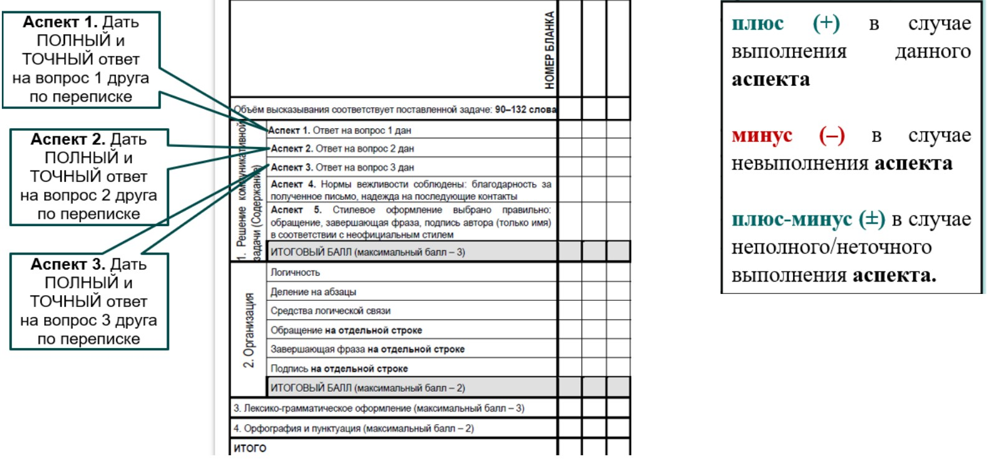 Аспект 1. Дать
ПОЛНЫЙ и
ТОЧНЫЙ ответ
на вопрос 1 друга
по переписке
Аспект 2. Дать
ПОЛНЫЙ и
ТОЧНЫЙ ответ
на вопрос 2 друга
по переписке
Аспект 3. Дать
ПОЛНЫЙ и
ТОЧНЫЙ ответ
на вопрос 3 друга
по переписке
НОМЕР БЛАНКА
Объём высказывания соответствует поставленной задаче: 90–132 слова
1. Решение коммуникативной
задачи (Содержание)
Аспект 1. Ответ на вопрос 1 дан
Аспект 2. Ответ на вопрос 2 дан
Аспект 3. Ответ на вопрос 3 дан
Аспект 4. Нормы вежливости соблюдены: благодарность за
полученное письмо, надежда на последующие контакты
Аспект 5. Стилевое оформление выбрано правильно:
обращение, завершающая фраза, подпись автора (только имя)
в соответствии с неофициальным стилем
ИТОГОВЫЙ БАЛЛ (максимальный балл – 3)
2. Организация
Логичность
Деление на абзацы
Средства логической связи
Обращение на отдельной строке
Завершающая фраза на отдельной строке
Подпись на отдельной строке
ИТОГОВЫЙ БАЛЛ (максимальный балл – 2)
3. Лексико-грамматическое оформление (максимальный балл – 3)
4. Орфография и пунктуация (максимальный балл – 2)
ИТОГО
плюс (+) в случае
выполнения данного
аспекта
минус (–) в случае
невыполнения аспекта
плюс-минус (±) в случае
неполного/неточного
выполнения аспекта.